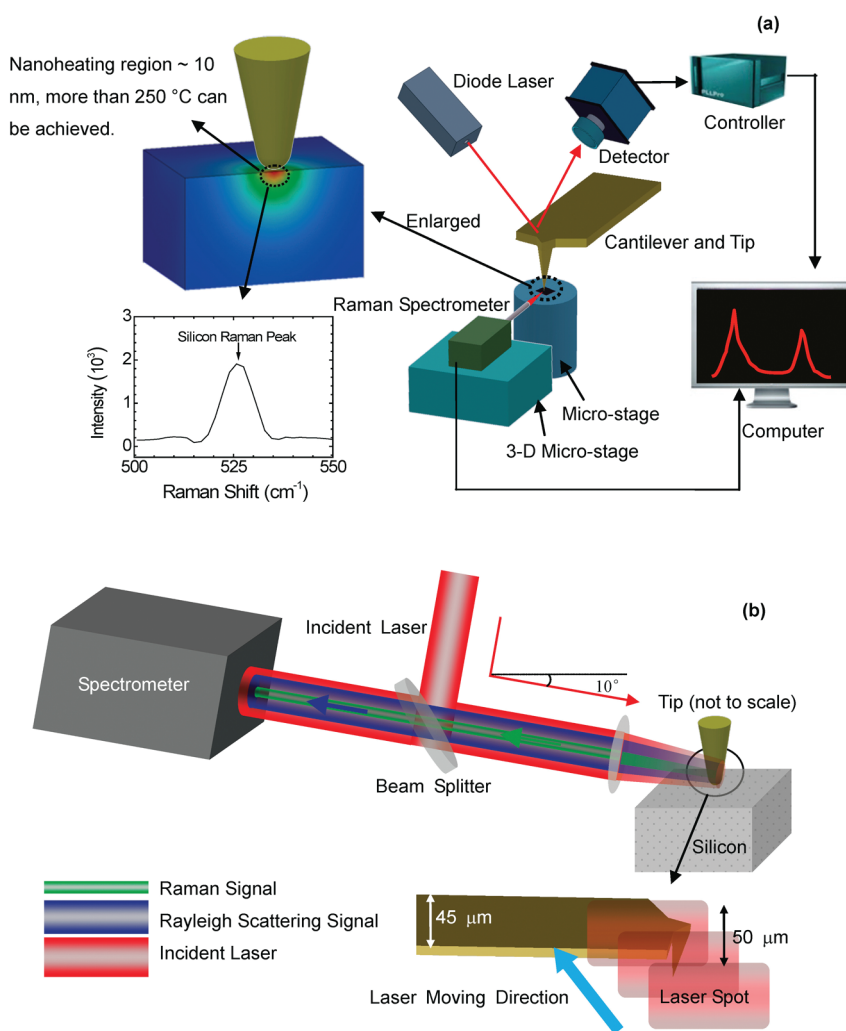 (a)
Nanoheating region ~ 10
nm, more than 250 °C can
be achieved.
Diode Laser
Detector
PLLPro
Controller
Enlarged
Cantilever and Tip
Raman Spectrometer
Micro-stage
3-D Micro-stage
Computer
Silicon Raman Peak
Intensity (10³)
3
2
1
0
500
525
550
Raman Shift (cm⁻¹)
(b)
Incident Laser
Spectrometer
10°
Tip (not to scale)
Beam Splitter
Silicon
Raman Signal
Rayleigh Scattering Signal
Incident Laser
45 μm
50 μm
Laser Moving Direction
Laser Spot